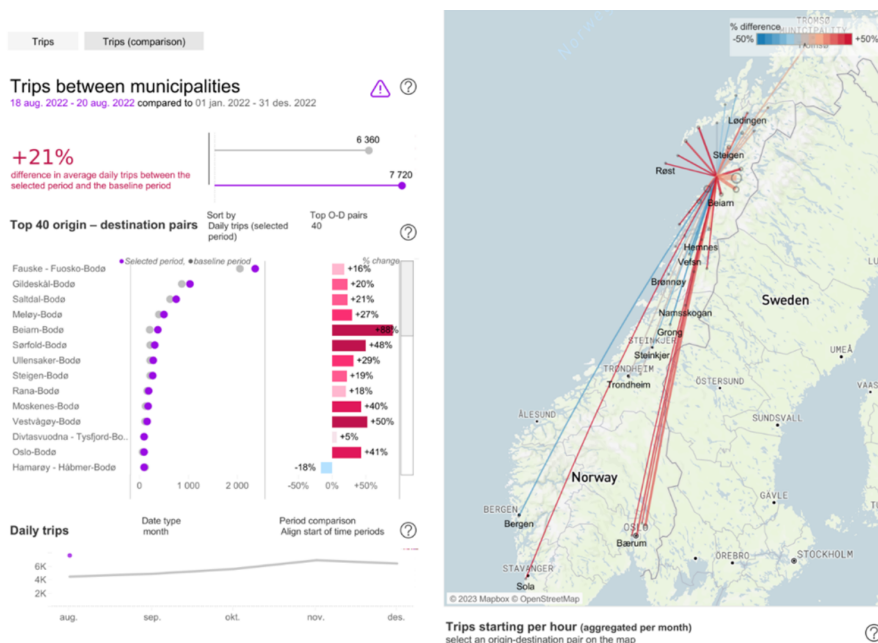 Trips
Trips (comparison)
Trips between municipalities
18 aug. 2022 - 20 aug. 2022 compared to 01 jan. 2022 - 31 des. 2022
?
6 360
+21%
difference in average daily trips between the
selected period and the baseline period
7 720
Top 40 origin – destination pairs
Sort by
Daily trips (selected
period)
Top O-D pairs
40
?
Selected period, baseline period
% change
Fauske - Fuosko-Bodø
+16%
Gildeskål-Bodø
+20%
Saltdal-Bodø
+21%
Meløy-Bodø
+27%
Beiarn-Bodø
+88%
Sørfold-Bodø
+48%
Ullensaker-Bodø
+29%
Steigen-Bodø
+19%
Rana-Bodø
+18%
Moskenes-Bodø
+40%
Vestvågøy-Bodø
+50%
Divtasvuodna - Tysfjord-Bo..
+5%
Oslo-Bodø
+41%
Hamarøy - Hábmer-Bodø
-18%
0
1 000
2 000
-50%
+0%
+50%
Daily trips
Date type
month
Period comparison
Align start of time periods
?
6K
4K
2K
aug.
sep.
okt.
nov.
des.
% difference
-50%
+50%
TROMSØ
MUNICIPALITY
Lødingen
Steigen
Røst
Beiarn
Hemnes
Vefsn
Brønnøy
Namsskogan
Grong
STEINKJER
Steinkjer
TRONDHEIM
Trondheim
Sweden
UMEÅ
ÖSTERSUND
VAAS
ÅLESUND
SUNDSVALL
Norway
GÄVLE
BERGEN
Bergen
OSLO
Bærum
STOCKHOLM
ÖREBRO
STAVANGER
Sola
© 2023 Mapbox © OpenStreetMap
Trips starting per hour (aggregated per month)
select an origin-destination pair on the map
?